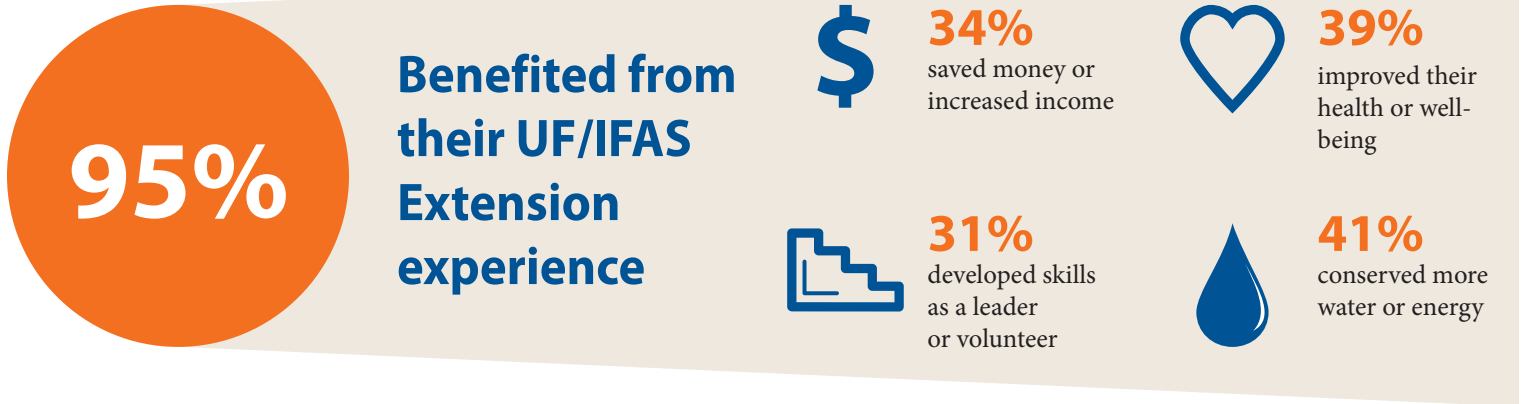 95%
Benefited from
their UF/IFAS
Extension
experience
34%
saved money or
increased income
39%
improved their
health or well-
being
31%
developed skills
as a leader
or volunteer
41%
conserved more
water or energy